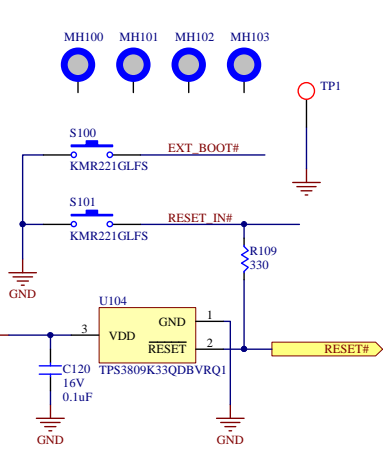 MH100 MH101 MH102 MH103
TP1
S100
EXT_BOOT#
KMR221GLFS
S101
RESET_IN#
KMR221GLFS
R109
330
GND
U104
GND 1
3 VDD
RESET 2
RESET#
TPS3809K33QDBVRQ1
C120
16V
0.1uF
GND
GND